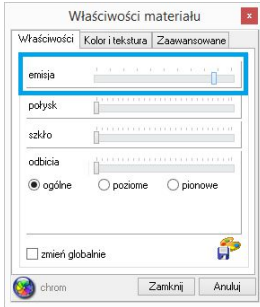 Właściwości materiału
Właściwości Kolor i tekstura Zaawansowane
emisja
połysk
szkło
odbicia
ogólne poziome pionowe
zmień globalnie
chrom Zamknij Anuluj